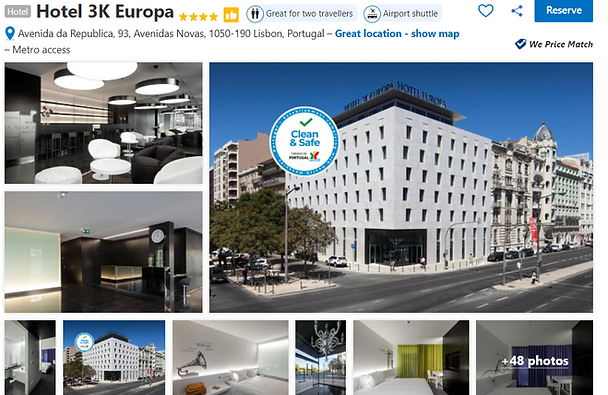 Hotel Hotel 3K Europa Great for two travellers Airport shuttle Reserve
Avenida da Republica, 93, Avenidas Novas, 1050-190 Lisbon, Portugal – Great location - show map
– Metro access
We Price Match
HOTEL EUROPA
Clean
& Safe
TURISMO DE
PORTUGAL
+48 photos